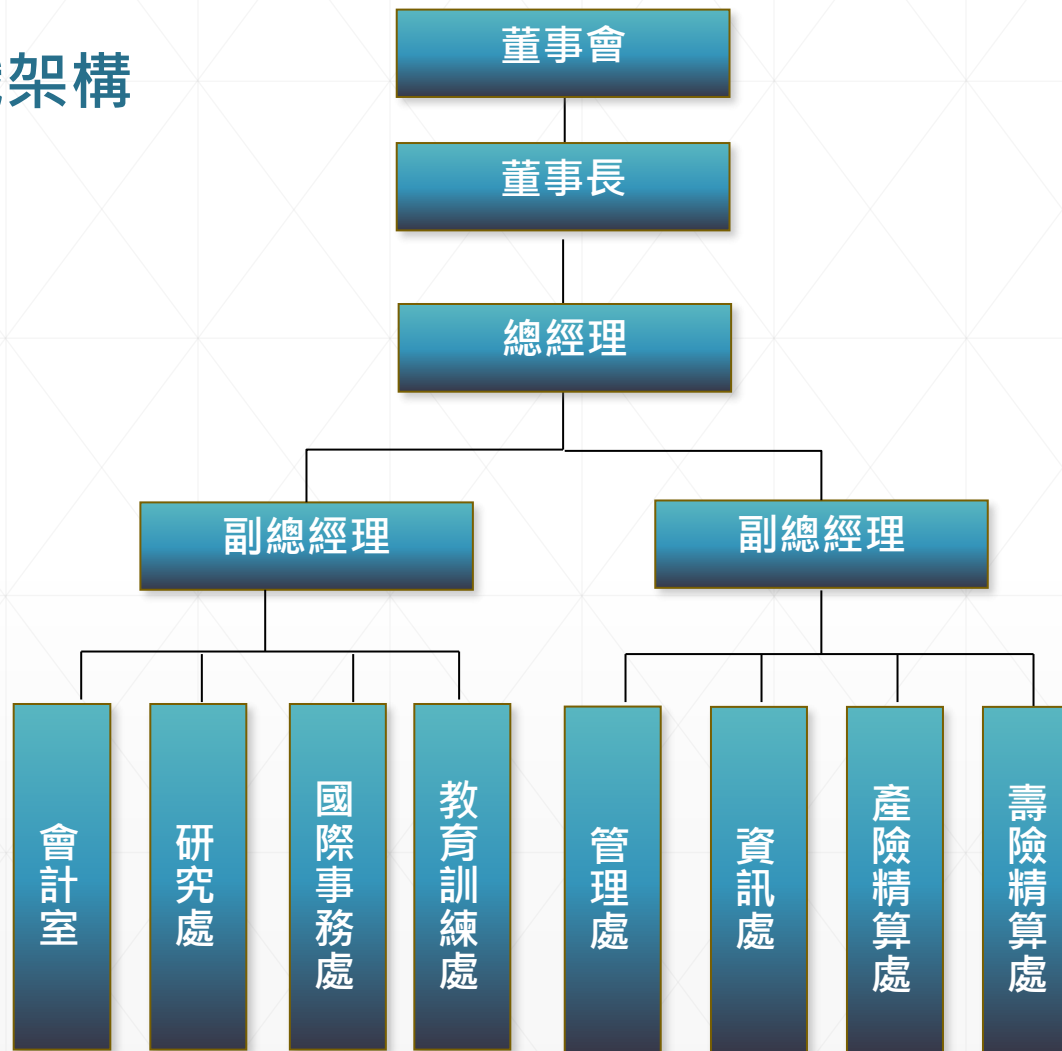 架構
董事會
董事長
總經理
副總經理
副總經理
會計室
研究處
國際事務處
教育訓練處
管理處
資訊處
產險精算處
壽險精算處